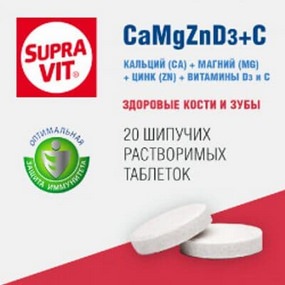 SUPRA
VIT®
CaMgZnD3+C
КАЛЬЦИЙ (CA) + МАГНИЙ (MG)
+ ЦИНК (ZN) + ВИТАМИНЫ D3 И C
ЗДОРОВЫЕ КОСТИ И ЗУБЫ
ОПТИМАЛЬНАЯ
ЗАЩИТА ИММУНИТЕТА
20 ШИПУЧИХ
РАСТВОРИМЫХ
ТАБЛЕТОК